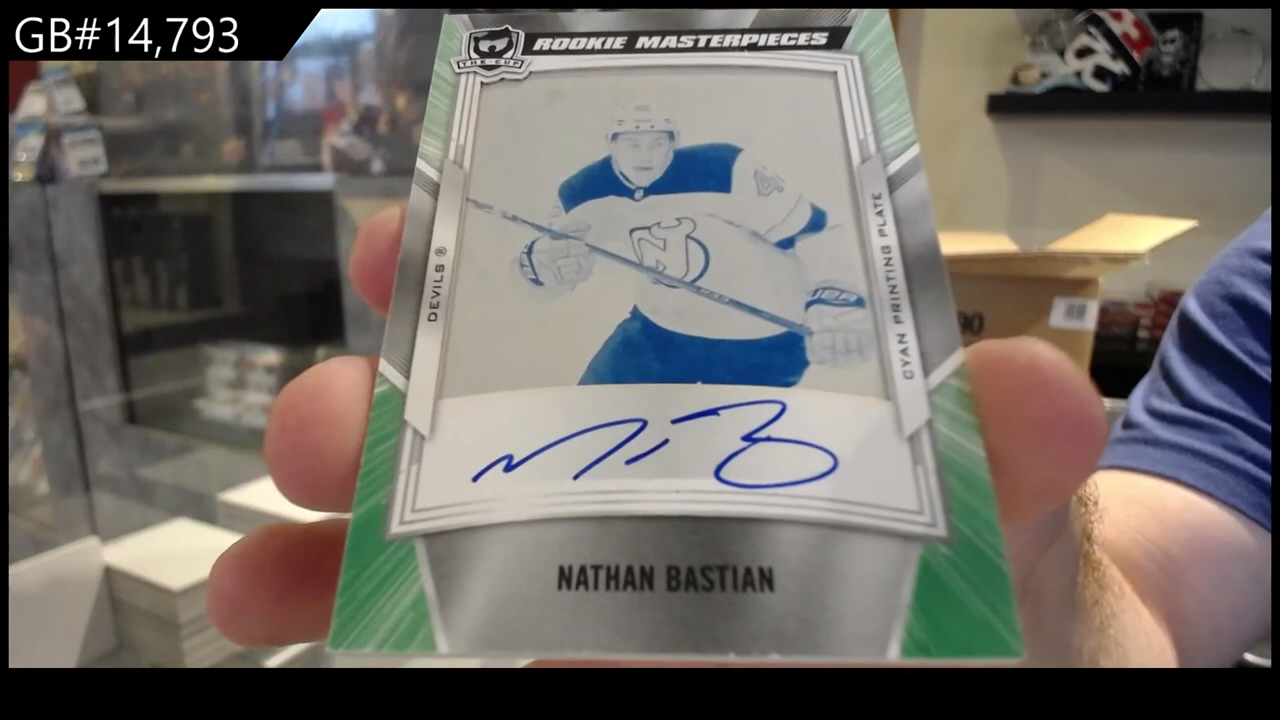 GB#14,793
THE CUP
ROOKIE MASTERPIECES
DEVILS ®
CYAN PRINTING PLATE
NATHAN BASTIAN